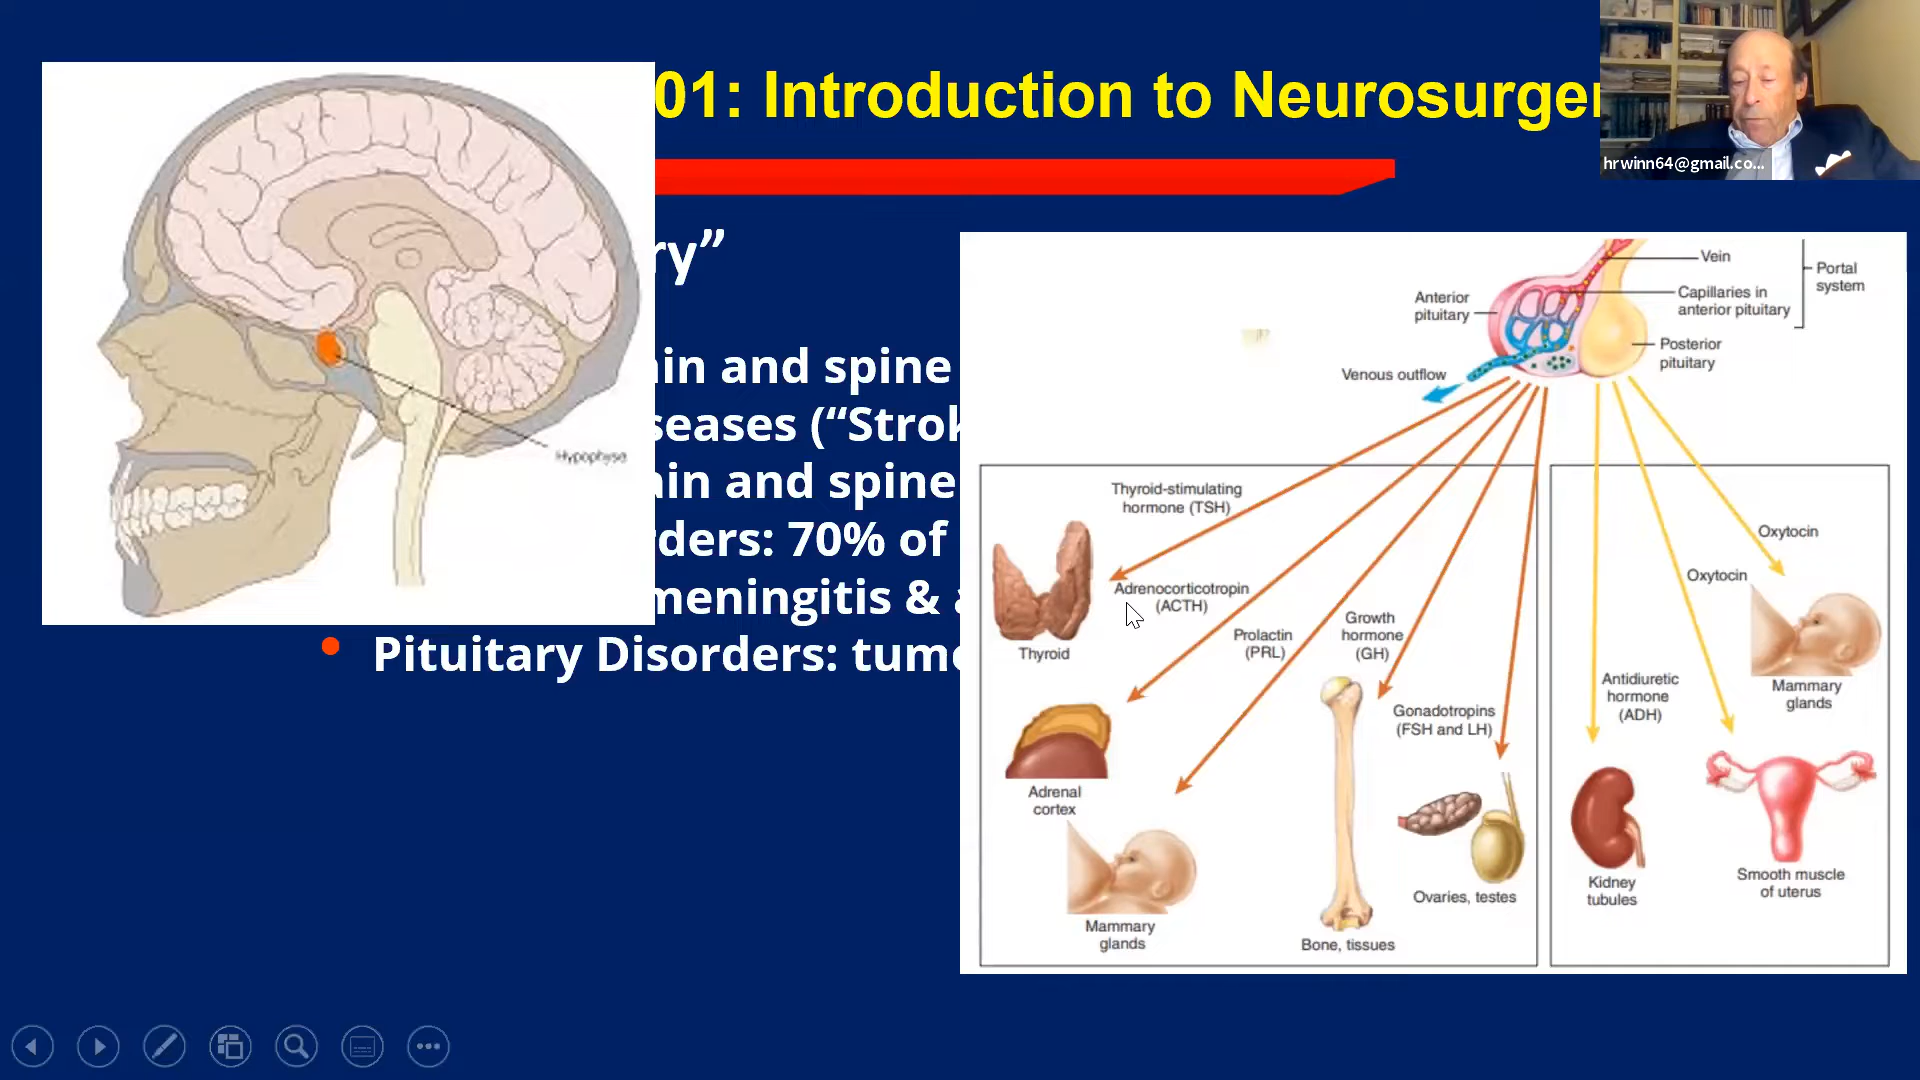 01: Introduction to Neurosurger
hrwinn64@gmail.co...
ry”
in and spine
seases (“Strok
in and spine
rders: 70% of
meningitis &
Pituitary Disorders: tum
Hypophyse
Vein
Portal
system
Capillaries in
anterior pituitary
Anterior
pituitary
Posterior
pituitary
Venous outflow
Thyroid-stimulating
hormone (TSH)
Thyroid
Adrenocorticotropin
(ACTH)
Adrenal
cortex
Prolactin
(PRL)
Mammary
glands
Growth
hormone
(GH)
Bone, tissues
Gonadotropins
(FSH and LH)
Ovaries, testes
Antidiuretic
hormone
(ADH)
Kidney
tubules
Oxytocin
Smooth muscle
of uterus
Oxytocin
Mammary
glands